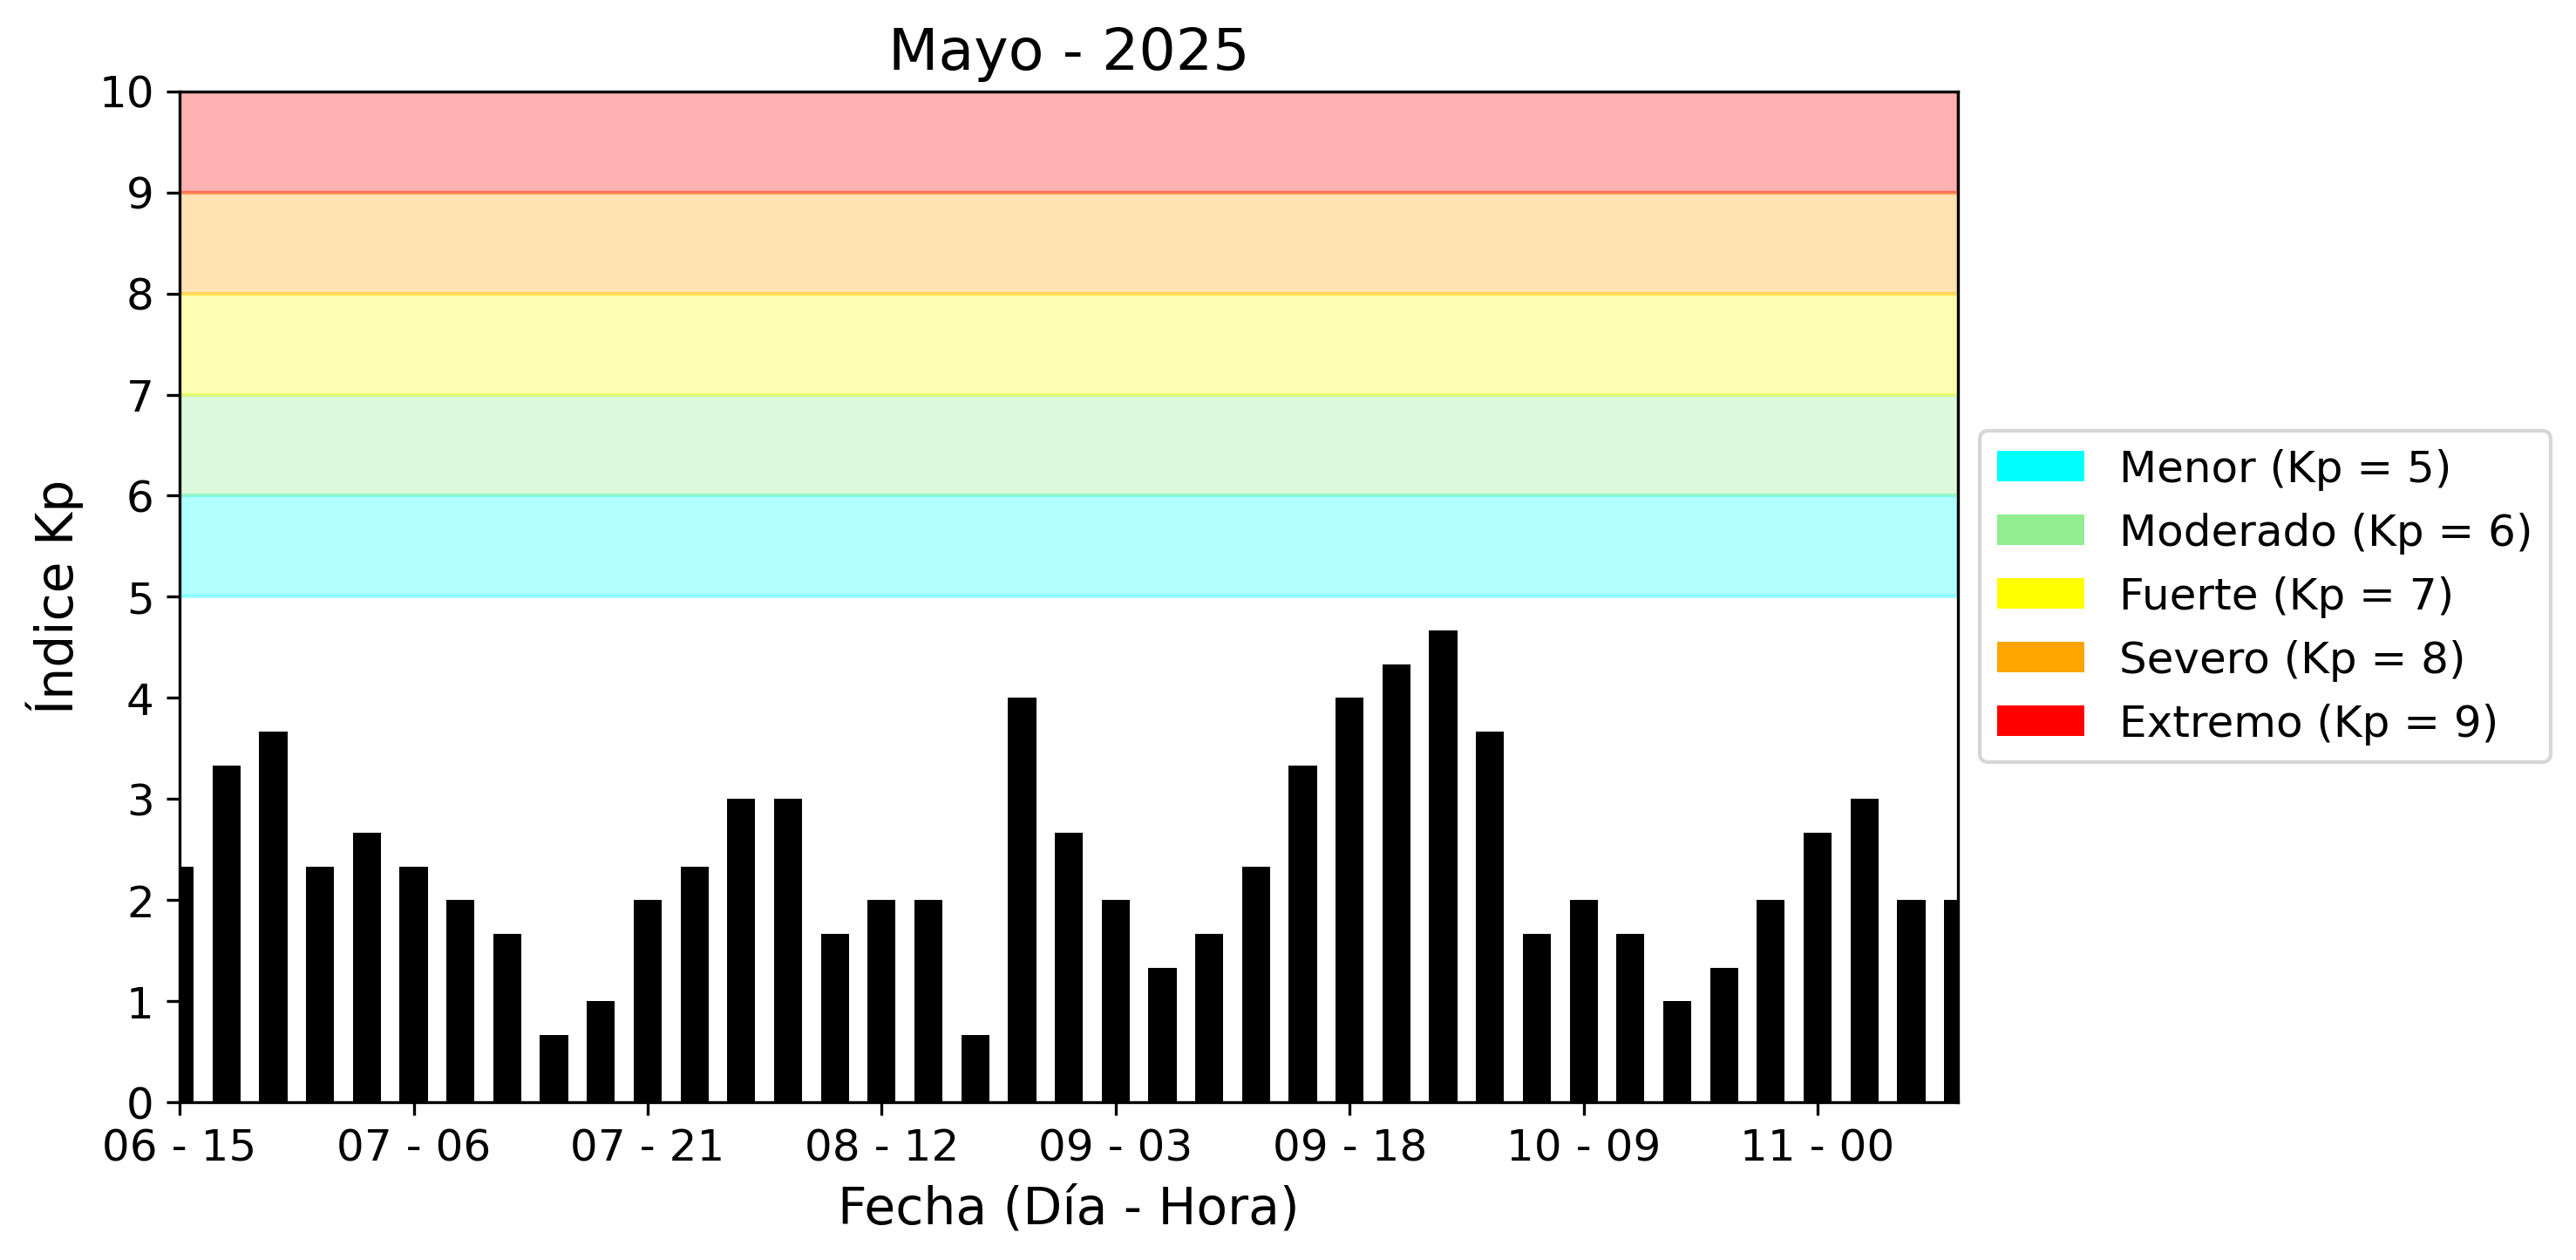 Mayo - 2025
10
9
8
7
6
5
4
3
2
1
0
Índice Kp
06 - 15 07 - 06 07 - 21 08 - 12 09 - 03 09 - 18 10 - 09 11 - 00
Fecha (Día - Hora)
Menor (Kp = 5)
Moderado (Kp = 6)
Fuerte (Kp = 7)
Severo (Kp = 8)
Extremo (Kp = 9)